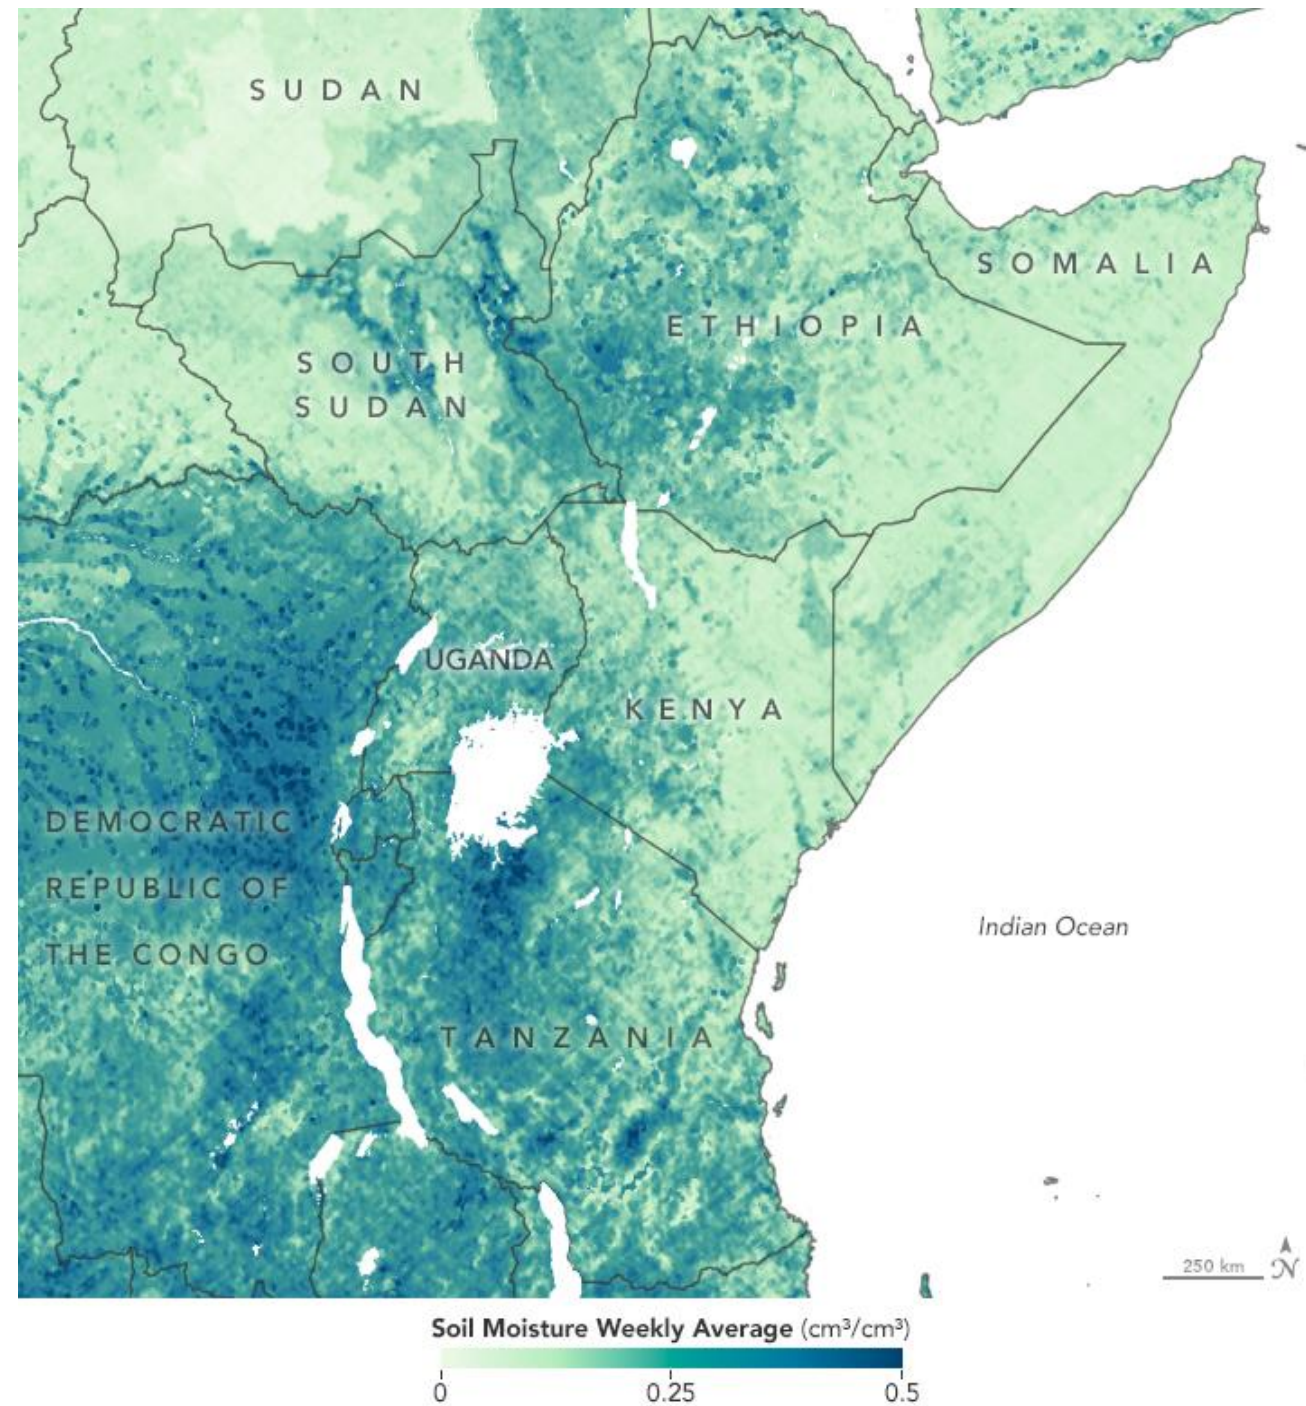 SUDAN
SOMALIA
ETHIOPIA
SOUTH
SUDAN
UGANDA
KENYA
DEMOCRATIC
REPUBLIC OF
THE CONGO
Indian Ocean
TANZANIA
250 km
N
Soil Moisture Weekly Average (cm³/cm³)
0 0.25 0.5